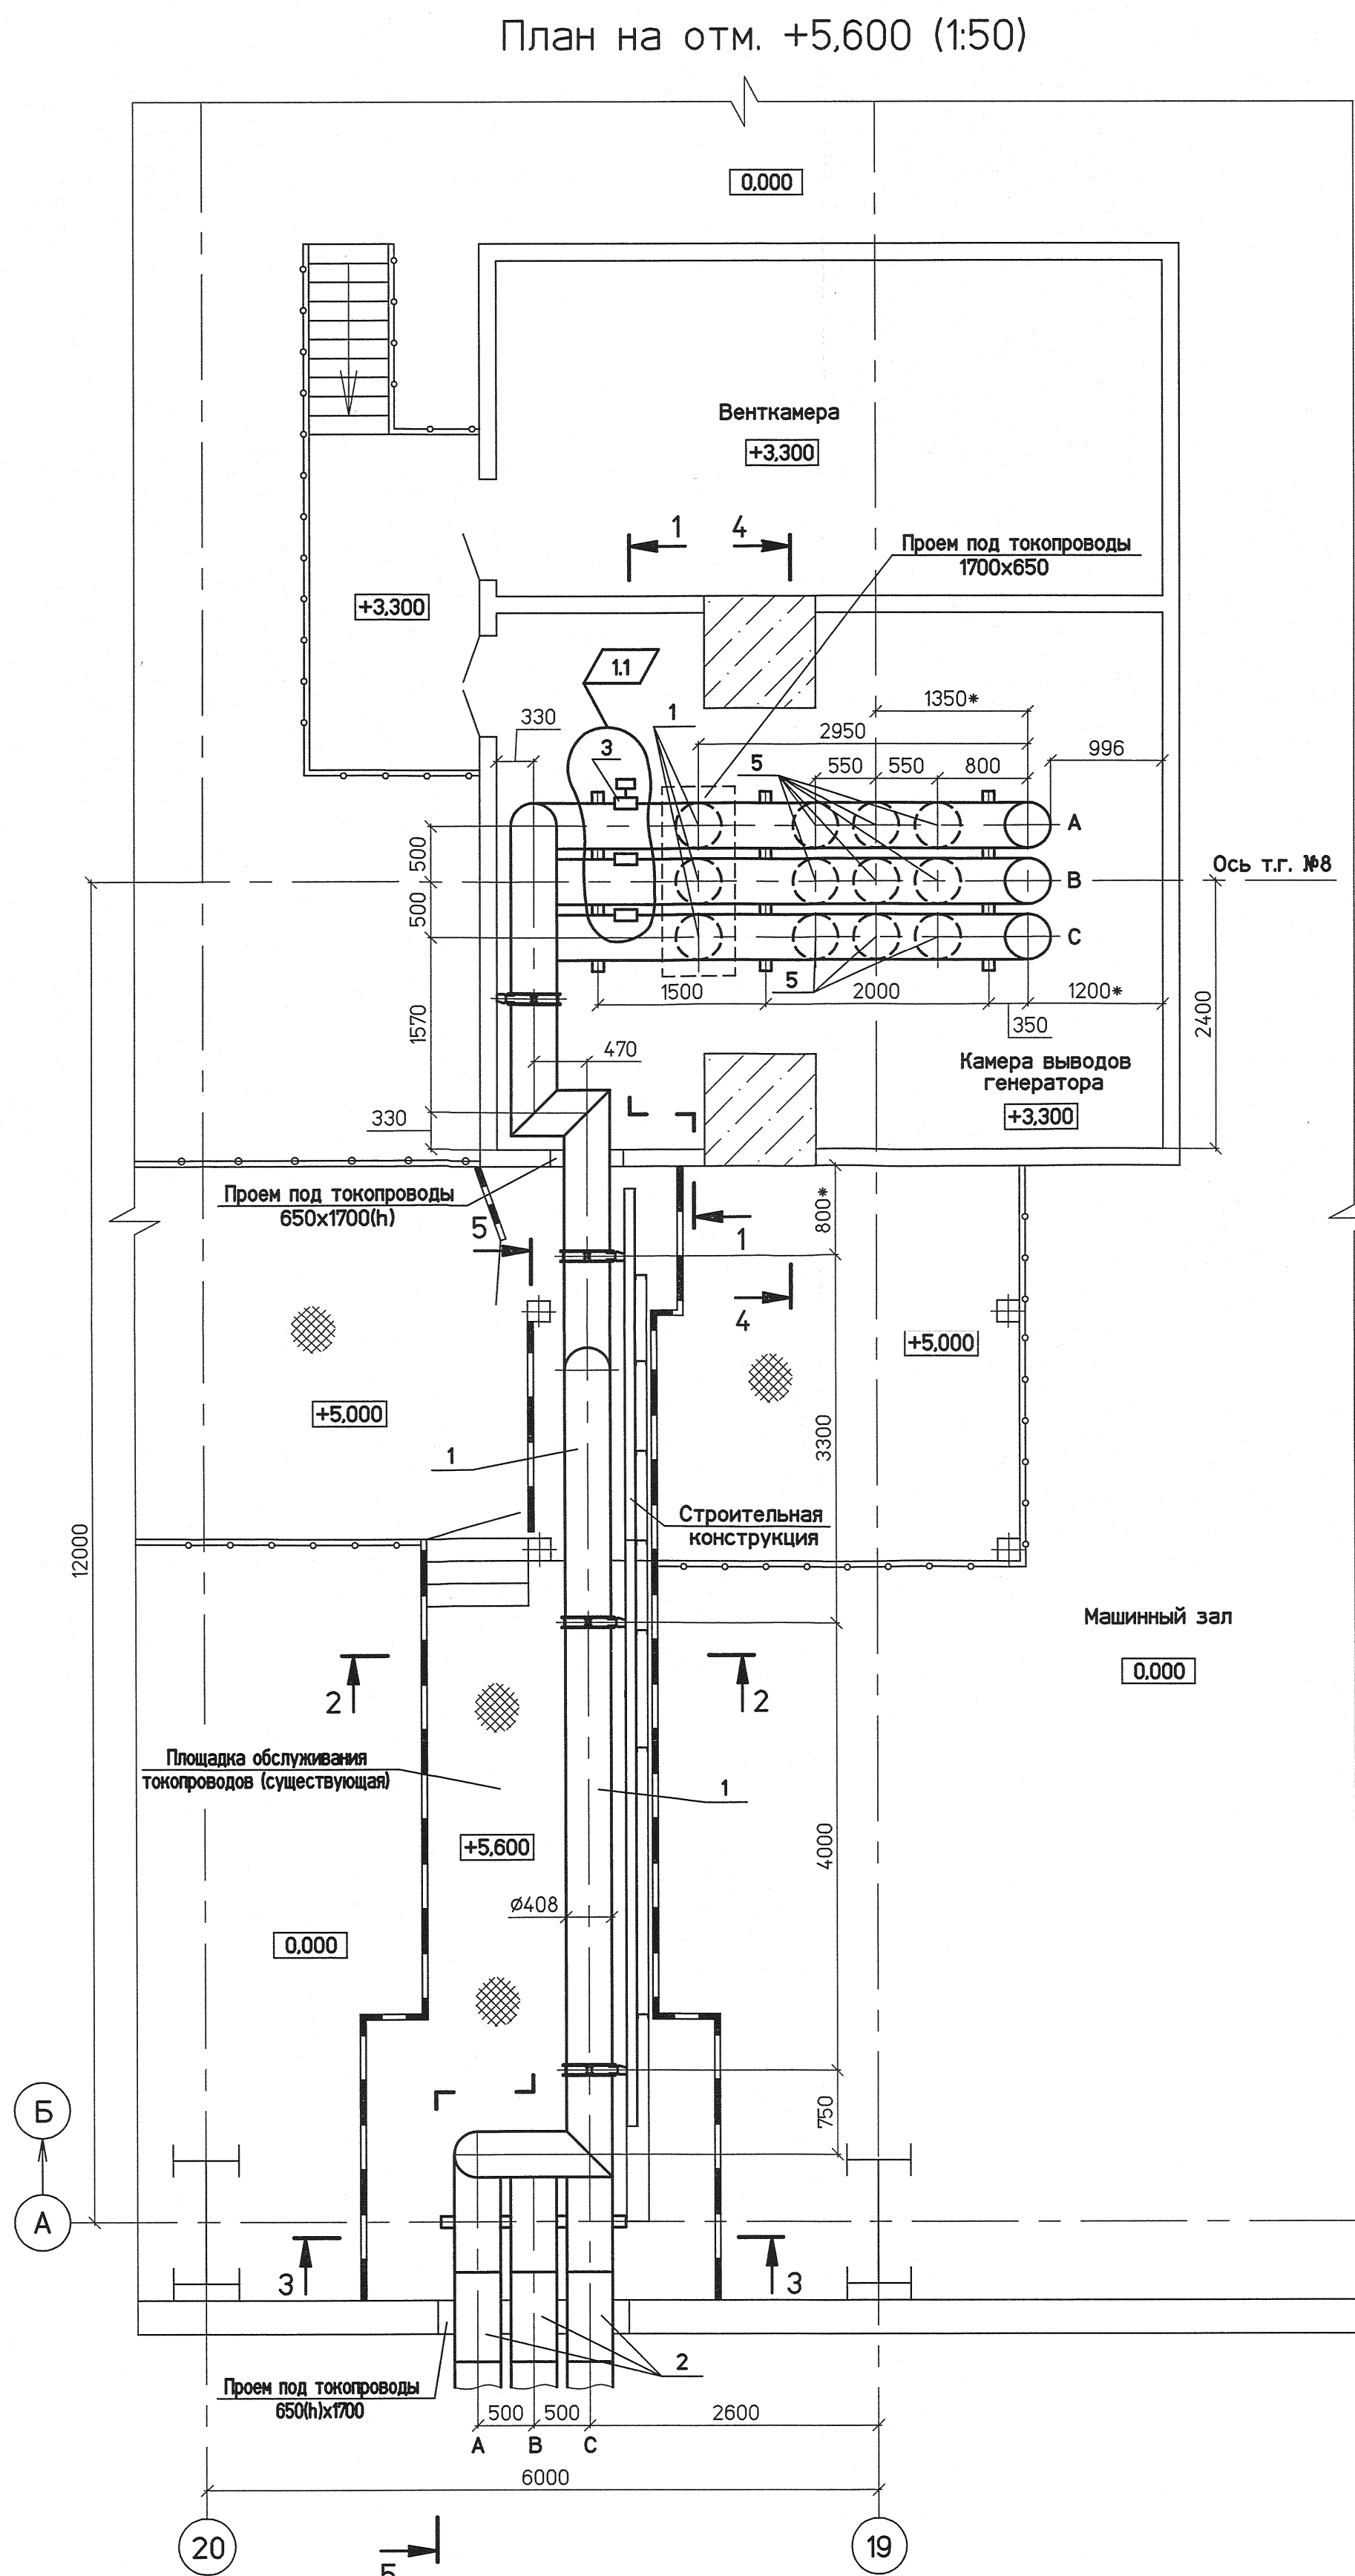 План на отм. +5,600 (1:50)
0,000
Венткамера
+3,300
1
4
Проем под токопроводы
1700х650
+3,300
1.1
1350*
330
1
2950
996
3
5
550
550
800
A
500
Ось т.г. №8
B
500
C
5
1500
2000
1200*
350
1570
2400
470
Камера выводов
генератора
+3,300
330
Проем под токопроводы
650х1700(h)
5
800*
1
4
+5,000
+5,000
1
3300
Строительная
конструкция
12000
Машинный зал
0,000
2
2
Площадка обслуживания
токопроводов (существующая)
1
+5,600
4000
ø408
0,000
Б
750
А
3
3
2
Проем под токопроводы
650(h)х1700
500
500
2600
A
B
C
6000
20
19
5